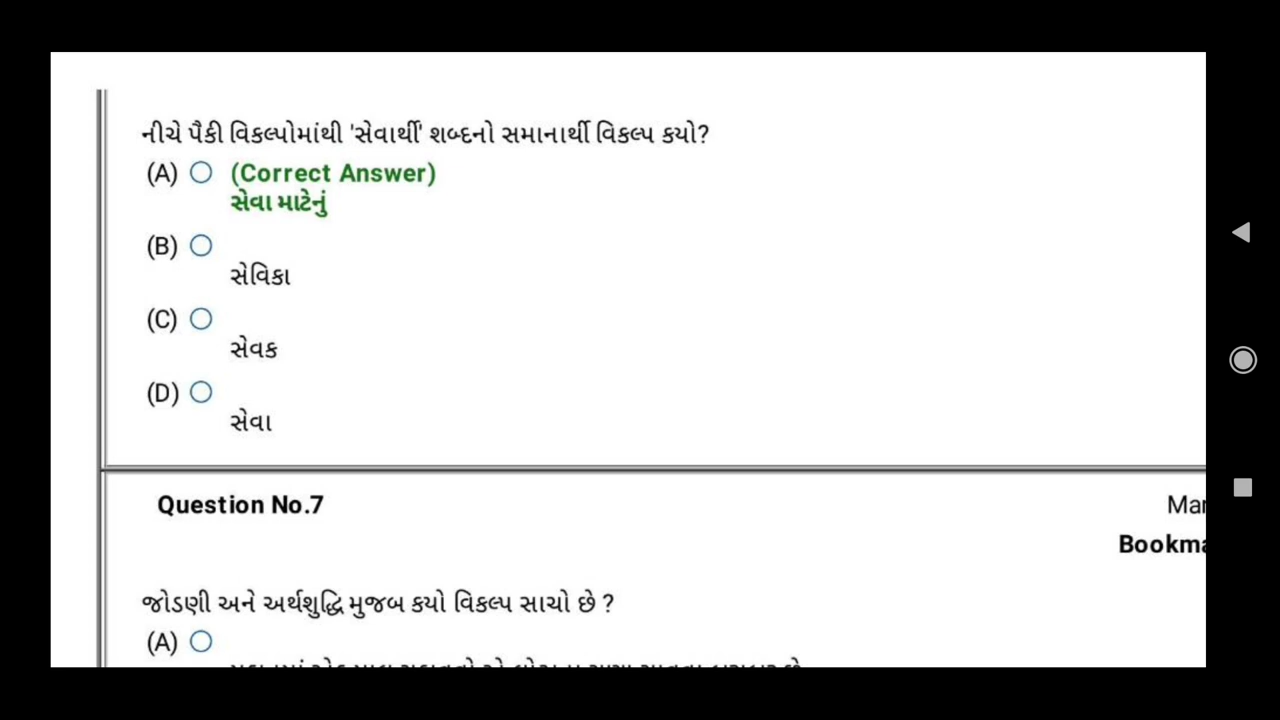 નીચે પૈકી વિકલ્પોમાંથી 'સેવાર્થી' શબ્દનો સમાનાર્થી વિકલ્પ કયો?
(A) (Correct Answer)
સેવા માટેનું
(B)
સેવિકા
(C)
સેવક
(D)
સેવા
Question No.7
Mar
Bookma
જોડણી અને અર્થશુદ્ધિ મુજબ કયો વિકલ્પ સાચો છે ?
(A)